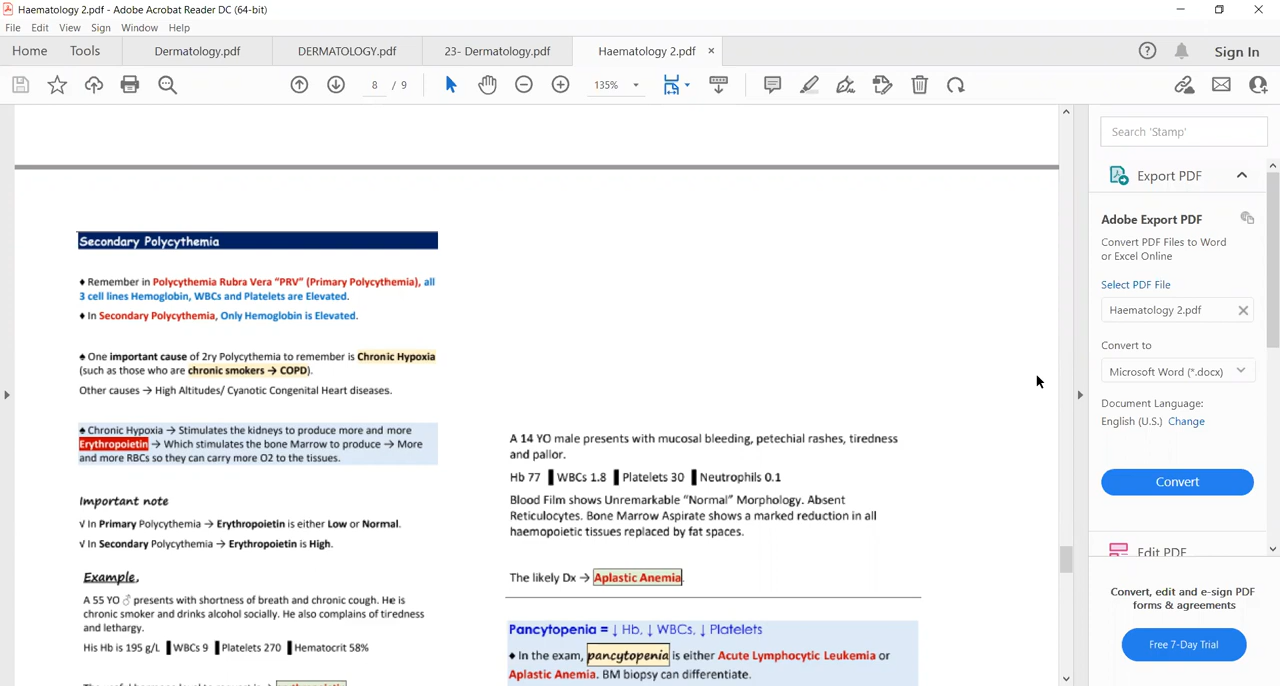 Haematology 2.pdf - Adobe Acrobat Reader DC (64-bit)
File Edit View Sign Window Help
Home Tools Dermatology.pdf DERMATOLOGY.pdf 23- Dermatology.pdf Haematology 2.pdf × Sign In
8 / 9 135%
Secondary Polycythemia
♦ Remember in Polycythemia Rubra Vera “PRV” (Primary Polycythemia), all
3 cell lines Hemoglobin, WBCs and Platelets are Elevated.
♦ In Secondary Polycythemia, Only Hemoglobin is Elevated.
♠ One important cause of 2ry Polycythemia to remember is Chronic Hypoxia
(such as those who are chronic smokers → COPD).
Other causes → High Altitudes/ Cyanotic Congenital Heart diseases.
♠ Chronic Hypoxia → Stimulates the kidneys to produce more and more
Erythropoietin → Which stimulates the bone Marrow to produce → More
and more RBCs so they can carry more O2 to the tissues.
Important note
√ In Primary Polycythemia → Erythropoietin is either Low or Normal.
√ In Secondary Polycythemia → Erythropoietin is High.
Example,
A 55 YO ♂ presents with shortness of breath and chronic cough. He is
chronic smoker and drinks alcohol socially. He also complains of tiredness
and lethargy.
His Hb is 195 g/L ▌WBCs 9 ▌Platelets 270 ▌Hematocrit 58%
A 14 YO male presents with mucosal bleeding, petechial rashes, tiredness
and pallor.
Hb 77 ▌WBCs 1.8 ▌Platelets 30 ▌Neutrophils 0.1
Blood Film shows Unremarkable “Normal” Morphology. Absent
Reticulocytes. Bone Marrow Aspirate shows a marked reduction in all
haemopoietic tissues replaced by fat spaces.
The likely Dx → Aplastic Anemia.
Pancytopenia = ↓ Hb, ↓ WBCs, ↓ Platelets
♦ In the exam, pancytopenia is either Acute Lymphocytic Leukemia or
Aplastic Anemia. BM biopsy can differentiate.
Search 'Stamp'
Export PDF
Adobe Export PDF
Convert PDF Files to Word
or Excel Online
Select PDF File
Haematology 2.pdf
Convert to
Microsoft Word (*.docx)
Document Language:
English (U.S.) Change
Convert
Edit PDF
Convert, edit and e-sign PDF
forms & agreements
Free 7-Day Trial